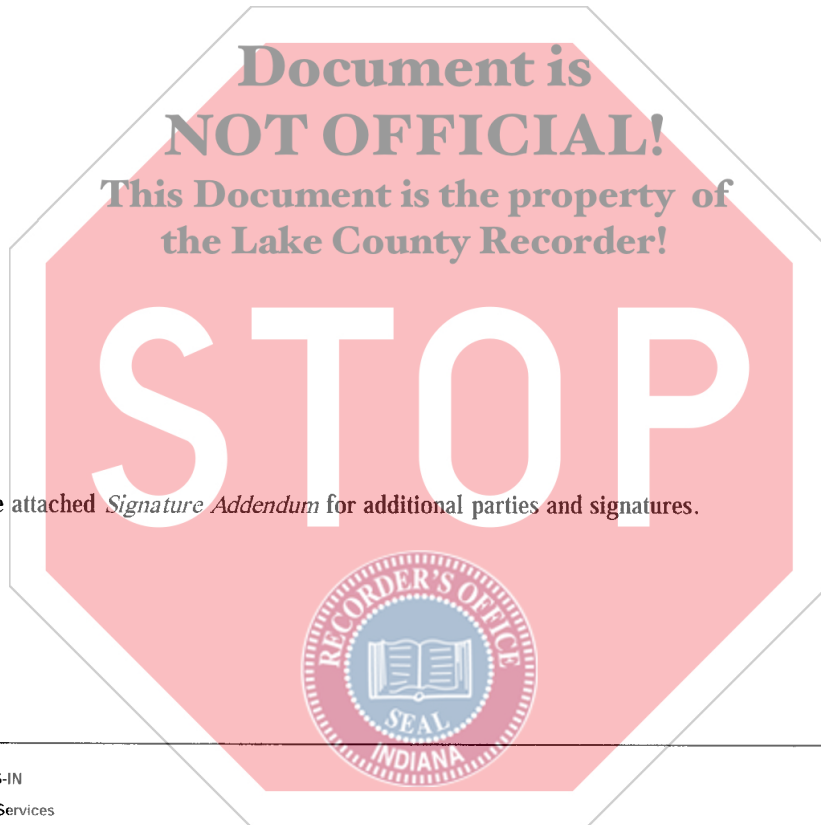 Document is
NOT OFFICIAL!
This Document is the property of
the Lake County Recorder!
STOP
attached Signature Addendum for additional parties and signatures.
RECORDER'S OFFICE
SEAL
INDIANA
-IN
Services